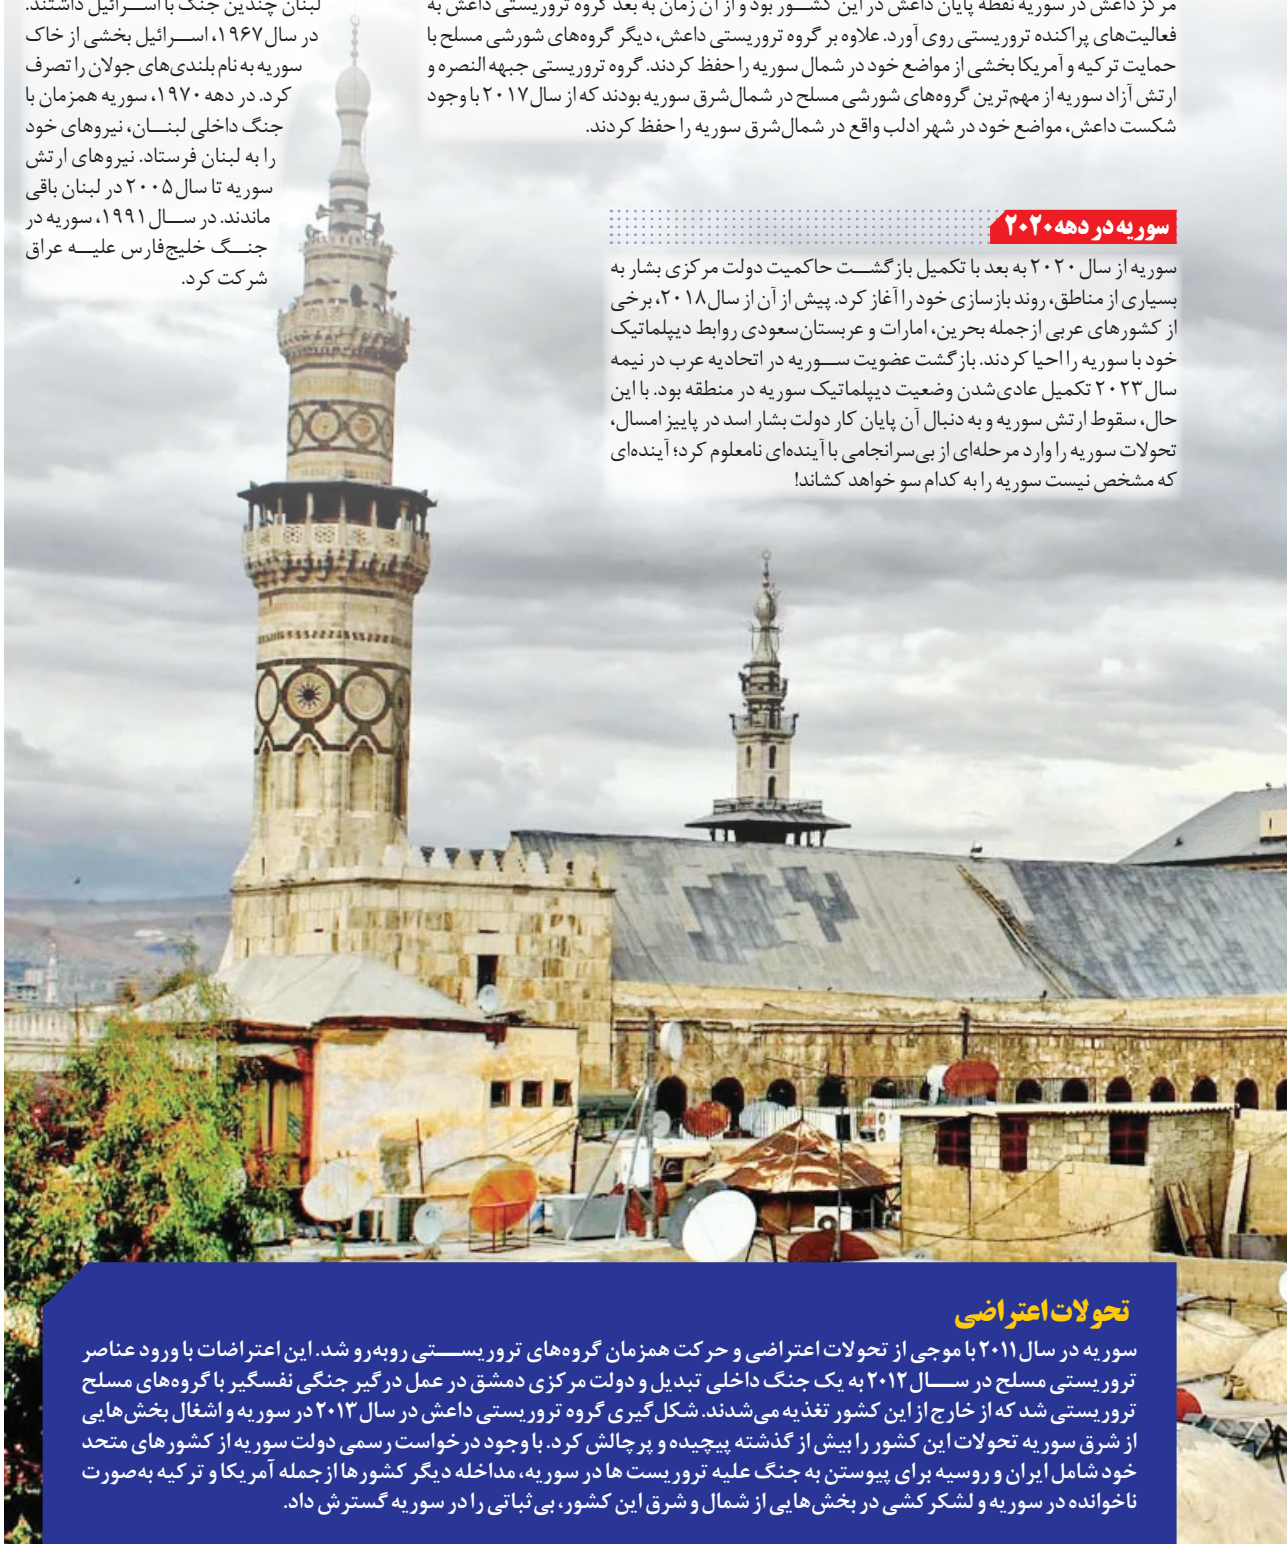 مرکز داعش در سوریه نقطه پایان داعش در این کشور بود و از آن زمان به بعد گروه تروریستی داعش به
فعالیت‌های پراکنده تروریستی روی آورد. علاوه بر گروه تروریستی داعش، دیگر گروه‌های شورشی مسلح با
حمایت ترکیه و آمریکا بخشی از مواضع خود در شمال سوریه را حفظ کردند. گروه تروریستی جبهه النصره و
ارتش آزاد سوریه از مهم‌ترین گروه‌های شورشی مسلح در شمال‌شرق سوریه بودند که از سال ۲۰۱۷ با وجود
شکست داعش، مواضع خود در شهر ادلب واقع در شمال‌شرق سوریه را حفظ کردند.
سوریه در دهه ۲۰۲۰
سوریه از سال ۲۰۲۰ به بعد با تکمیل بازگشت حاکمیت دولت مرکزی بشار به
بسیاری از مناطق، روند بازسازی خود را آغاز کرد. پیش از آن از سال ۲۰۱۸، برخی
از کشورهای عربی ازجمله بحرین، امارات و عربستان‌سعودی روابط دیپلماتیک
خود با سوریه را احیا کردند. بازگشت عضویت سوریه در اتحادیه عرب در نیمه
سال ۲۰۲۳ تکمیل عادی‌شدن وضعیت دیپلماتیک سوریه در منطقه بود. با این
حال، سقوط ارتش سوریه و به دنبال آن پایان کار دولت بشار اسد در پاییز امسال،
تحولات سوریه را وارد مرحله‌ای از بی‌سرانجامی با آینده‌ای نامعلوم کرد؛ آینده‌ای
که مشخص نیست سوریه را به کدام سو خواهد کشاند!
لبنان چندین جنگ با اسرائیل داشتند.
در سال ۱۹۶۷، اسرائیل بخشی از خاک
سوریه به نام بلندی‌های جولان را تصرف
کرد. در دهه ۱۹۷۰، سوریه همزمان با
جنگ داخلی لبنان، نیروهای خود
را به لبنان فرستاد. نیروهای ارتش
سوریه تا سال ۲۰۰۵ در لبنان باقی
ماندند. در سال ۱۹۹۱، سوریه در
جنگ خلیج‌فارس علیه عراق
شرکت کرد.
تحولات اعتراضی
سوریه در سال ۲۰۱۱ با موجی از تحولات اعتراضی و حرکت همزمان گروه‌های تروریستی روبه‌رو شد. این اعتراضات با ورود عناصر
تروریستی مسلح در سال ۲۰۱۲ به یک جنگ داخلی تبدیل و دولت مرکزی دمشق در عمل درگیر جنگی نفسگیر با گروه‌های مسلح
تروریستی شد که از خارج از این کشور تغذیه می‌شدند. شکل‌گیری گروه تروریستی داعش در سال ۲۰۱۳ در سوریه و اشغال بخش‌هایی
از شرق سوریه تحولات این کشور را بیش از گذشته پیچیده و پرچالش کرد. با وجود درخواست رسمی دولت سوریه از کشورهای متحد
خود شامل ایران و روسیه برای پیوستن به جنگ علیه تروریست ها در سوریه، مداخله دیگر کشورها ازجمله آمریکا و ترکیه به‌صورت
ناخوانده در سوریه و لشکرکشی در بخش‌هایی از شمال و شرق این کشور، بی‌ثباتی را در سوریه گسترش داد.